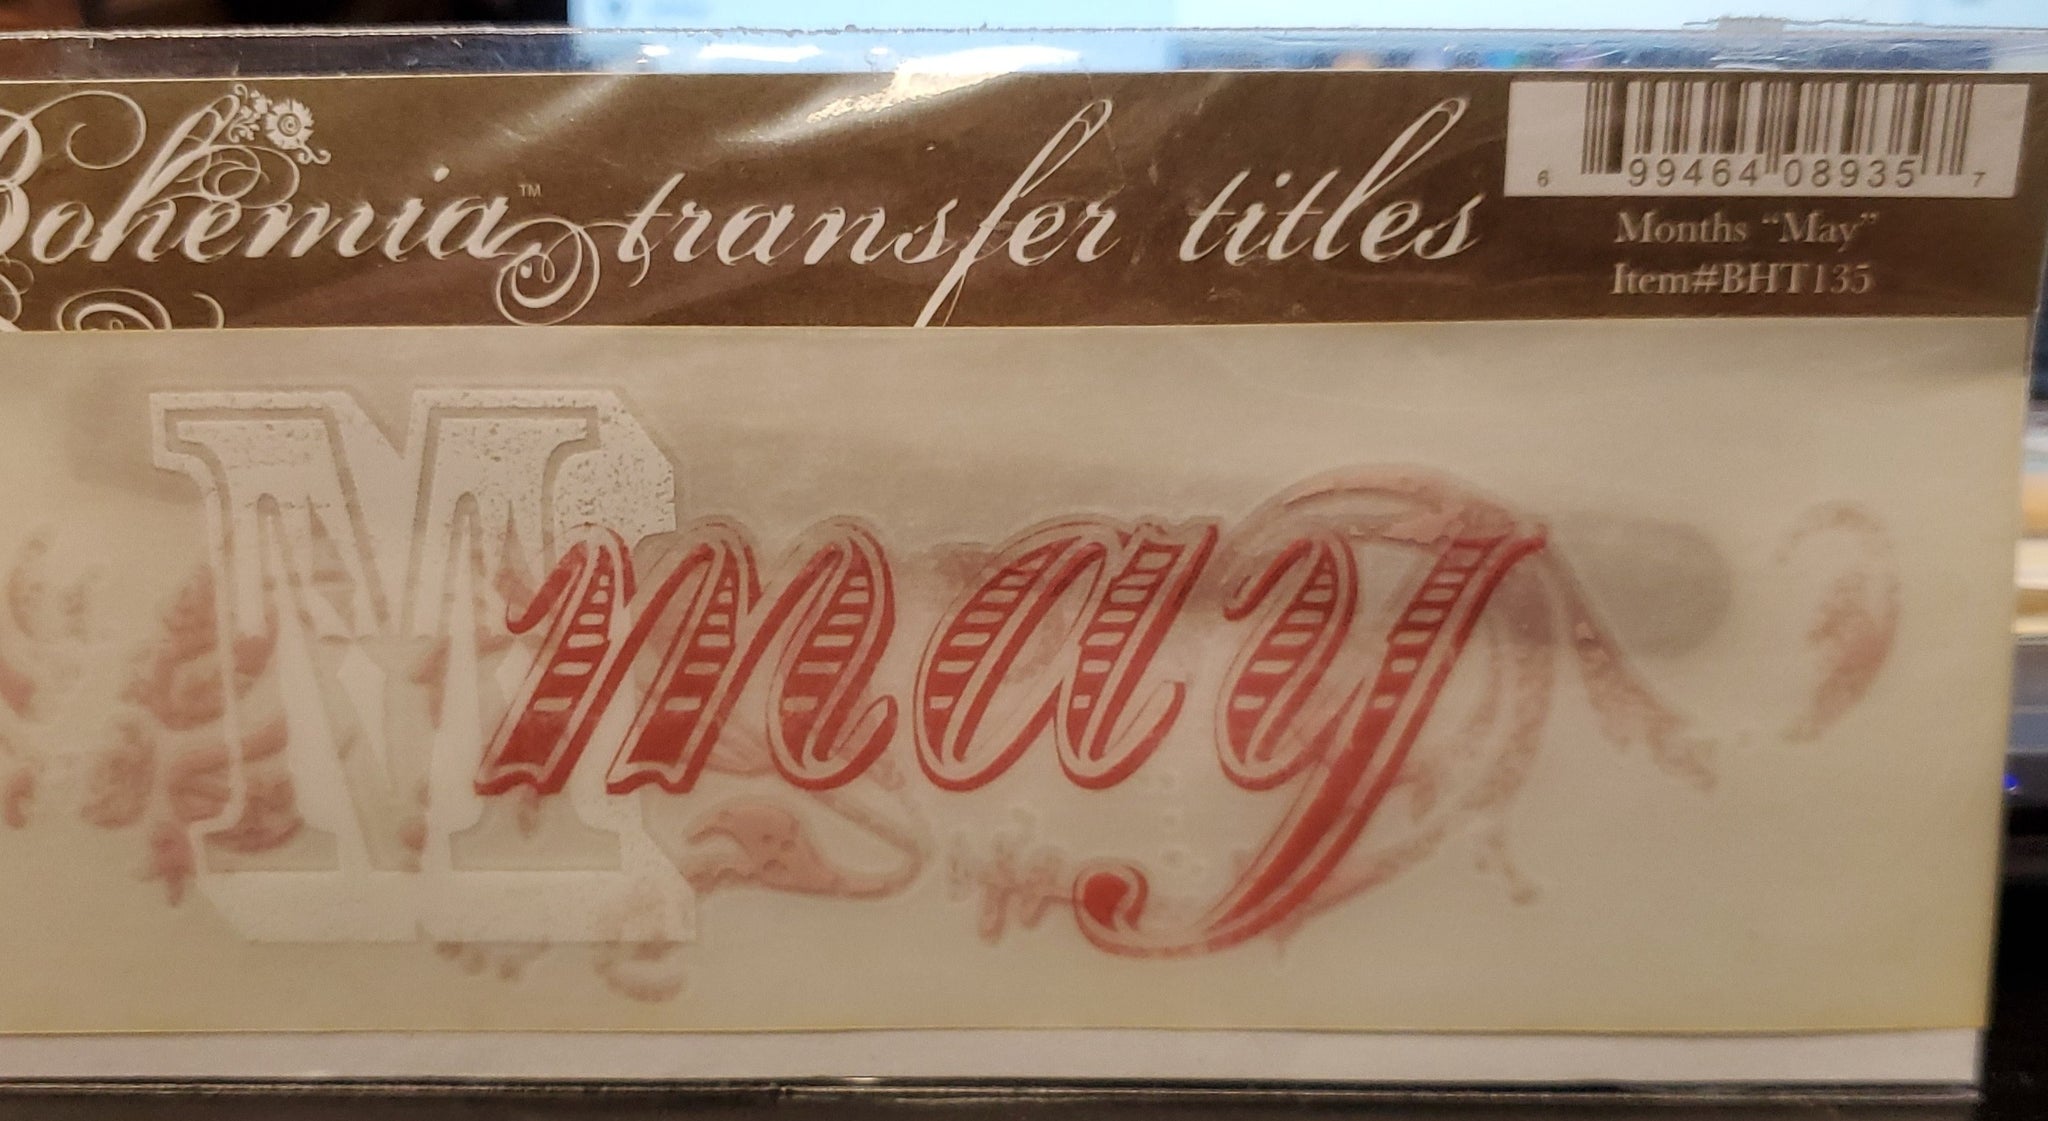 Bohemia™ transfer titles
6 99464 08935 7
Months “May”
Item#BHT135
M
may